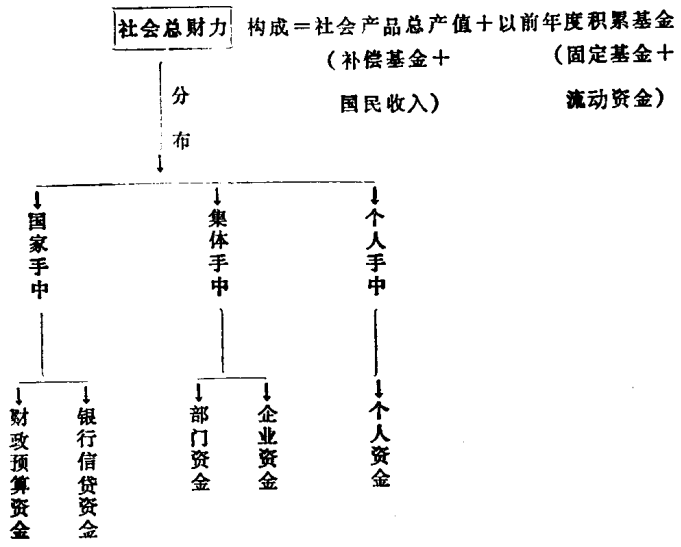 社会总财力 构成＝社会产品总产值＋以前年度积累基金
（补偿基金＋ （固定基金＋
国民收入） 流动资金）
分布
国家手中
集体手中
个人手中
财政预算资金
银行信贷资金
部门资金
企业资金
个人资金